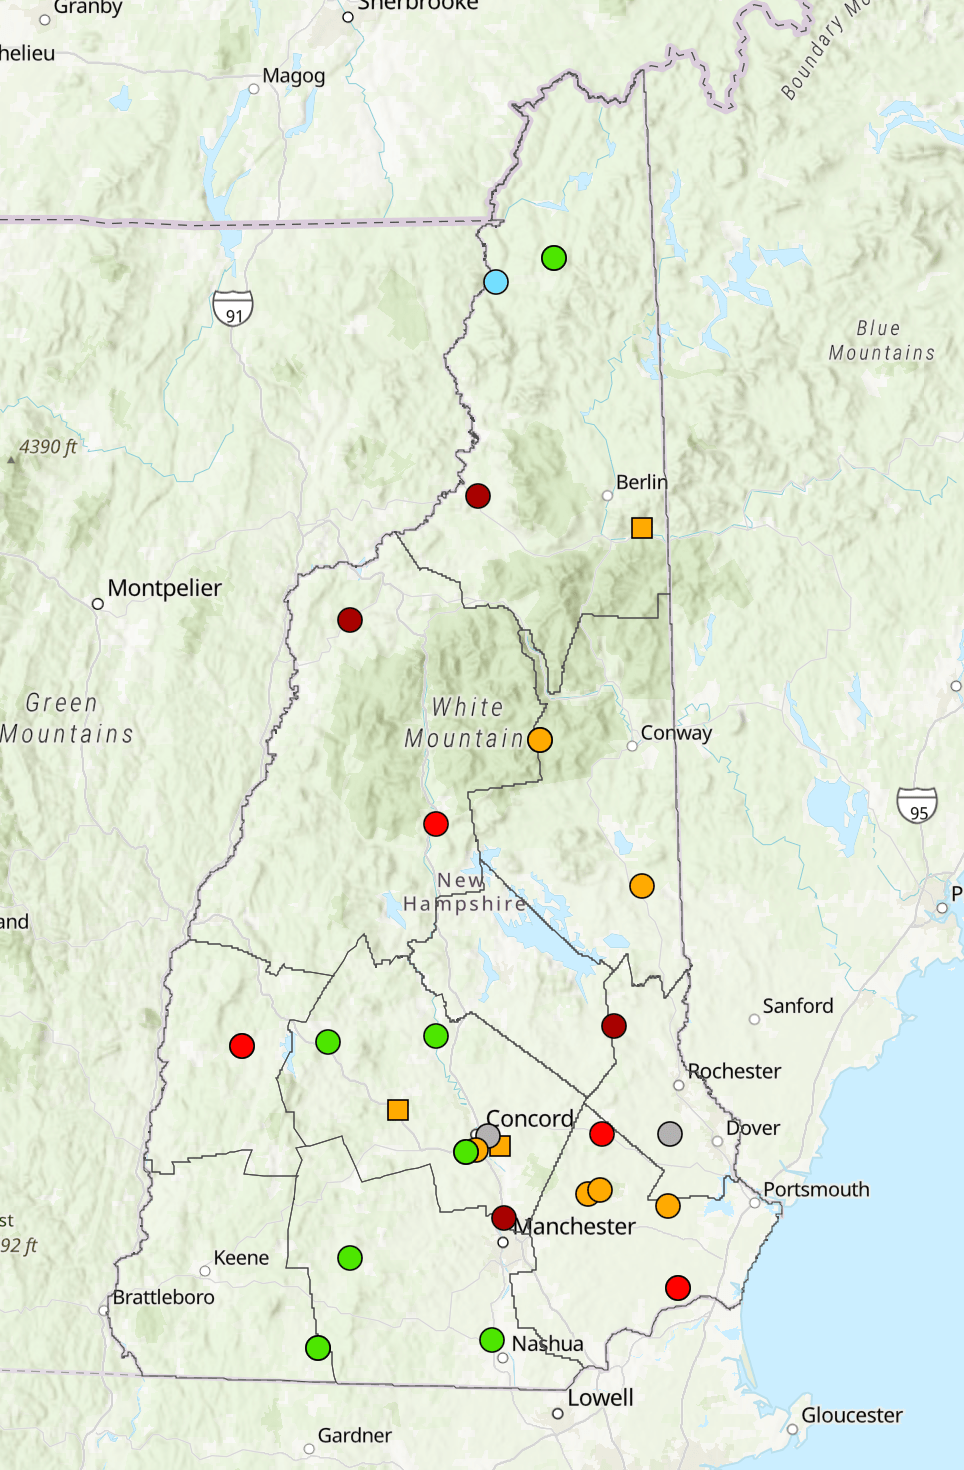 Sherbrooke
Granby
helieu
Magog
Boundary Mo
91
Blue
Mountains
4390 ft
Berlin
Montpelier
Green
Mountains
White
Mountain
Conway
95
New
Hampshire
P
and
Sanford
Rochester
Concord
Dover
Portsmouth
st
92 ft
Manchester
Keene
Brattleboro
Nashua
Lowell
Gloucester
Gardner